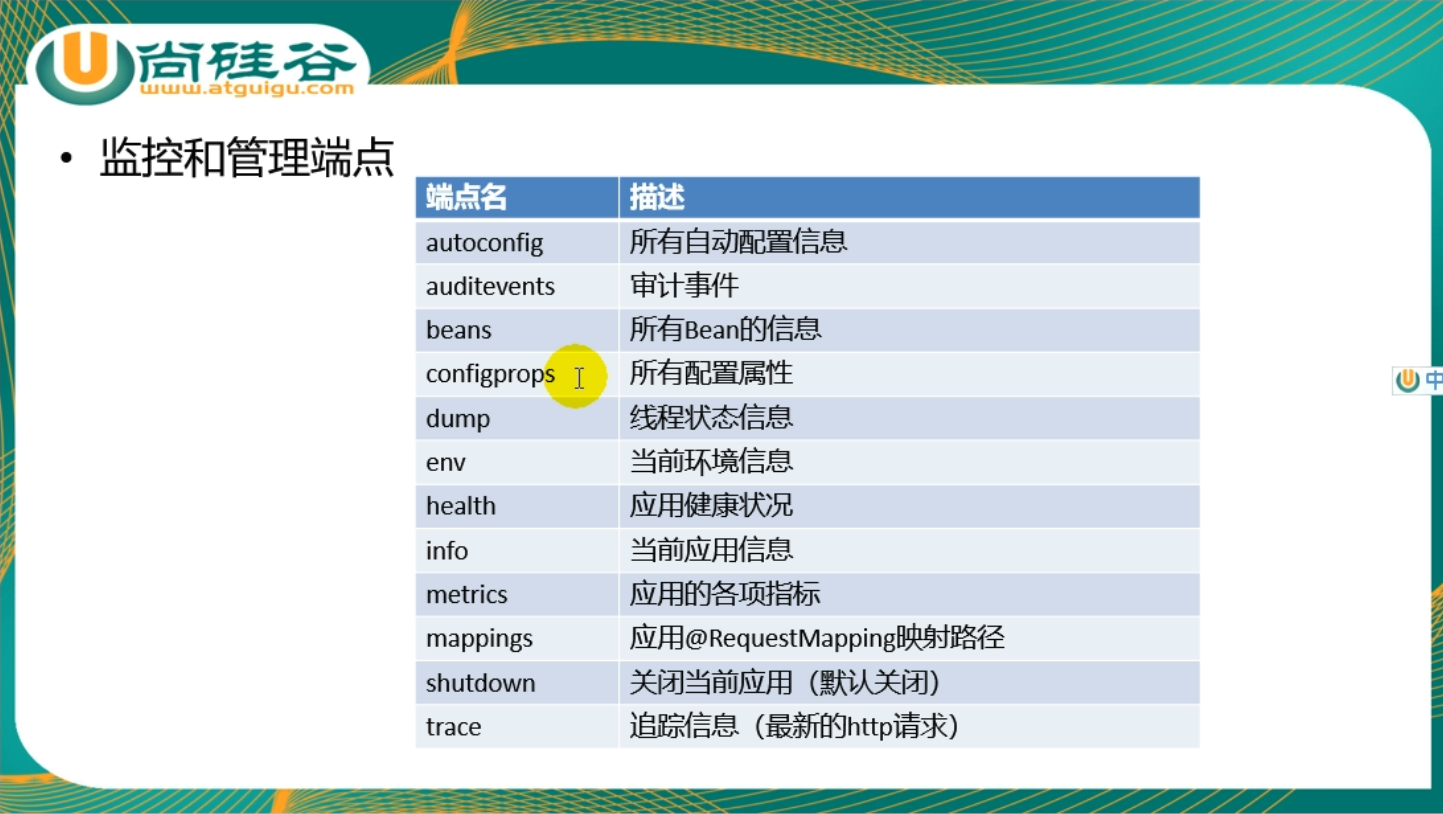 尚硅谷
www.atguigu.com
• 监控和管理端点
端点名 描述
autoconfig 所有自动配置信息
auditevents 审计事件
beans 所有Bean的信息
configprops 所有配置属性
dump 线程状态信息
env 当前环境信息
health 应用健康状况
info 当前应用信息
metrics 应用的各项指标
mappings 应用@RequestMapping映射路径
shutdown 关闭当前应用（默认关闭）
trace 追踪信息（最新的http请求）
中